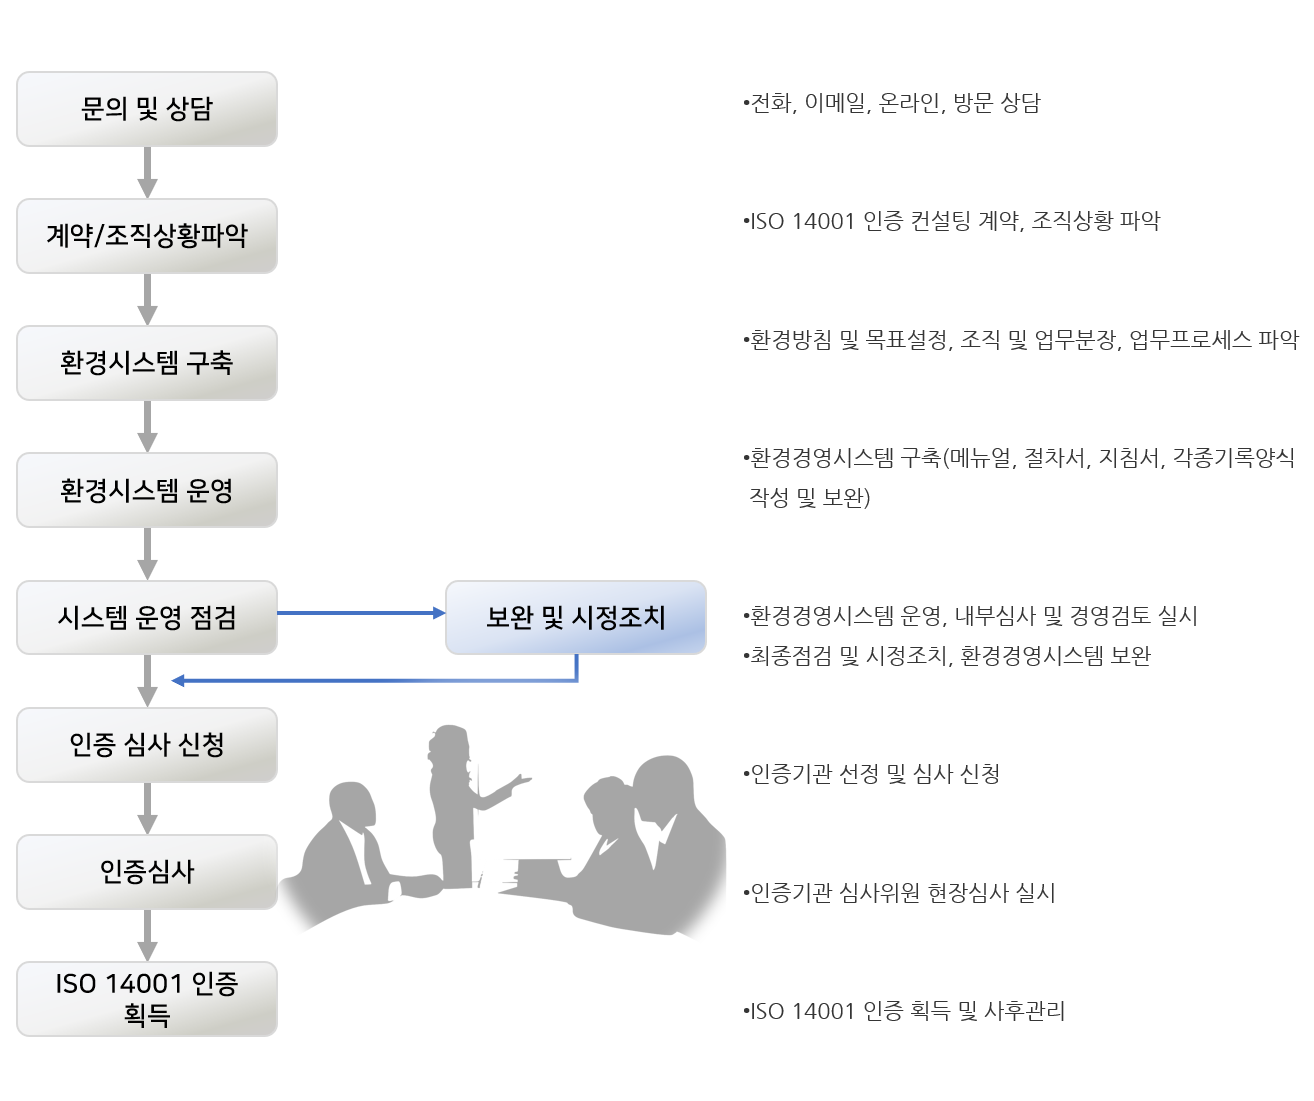 문의 및 상담
•전화, 이메일, 온라인, 방문 상담
계약/조직상황파악
•ISO 14001 인증 컨설팅 계약, 조직상황 파악
환경시스템 구축
•환경방침 및 목표설정, 조직 및 업무분장, 업무프로세스 파악
환경시스템 운영
•환경경영시스템 구축(메뉴얼, 절차서, 지침서, 각종기록양식
작성 및 보완)
시스템 운영 점검
보완 및 시정조치
•환경경영시스템 운영, 내부심사 및 경영검토 실시
•최종점검 및 시정조치, 환경경영시스템 보완
인증 심사 신청
•인증기관 선정 및 심사 신청
인증심사
•인증기관 심사위원 현장심사 실시
ISO 14001 인증
획득
•ISO 14001 인증 획득 및 사후관리